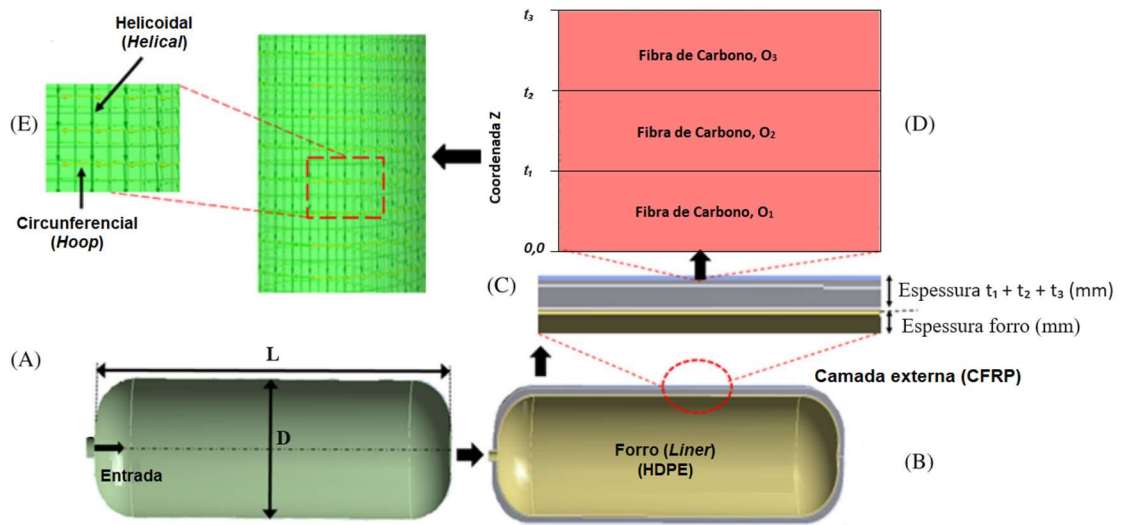 Helicoidal
(Helical)
(E)
Circunferencial
(Hoop)
Coordenada Z
t₃
t₂
t₁
0,0
Fibra de Carbono, O₃
Fibra de Carbono, O₂
Fibra de Carbono, O₁
(D)
(C)
Espessura t₁ + t₂ + t₃ (mm)
Espessura forro (mm)
(A)
L
D
Entrada
Camada externa (CFRP)
Forro (Liner)
(HDPE)
(B)